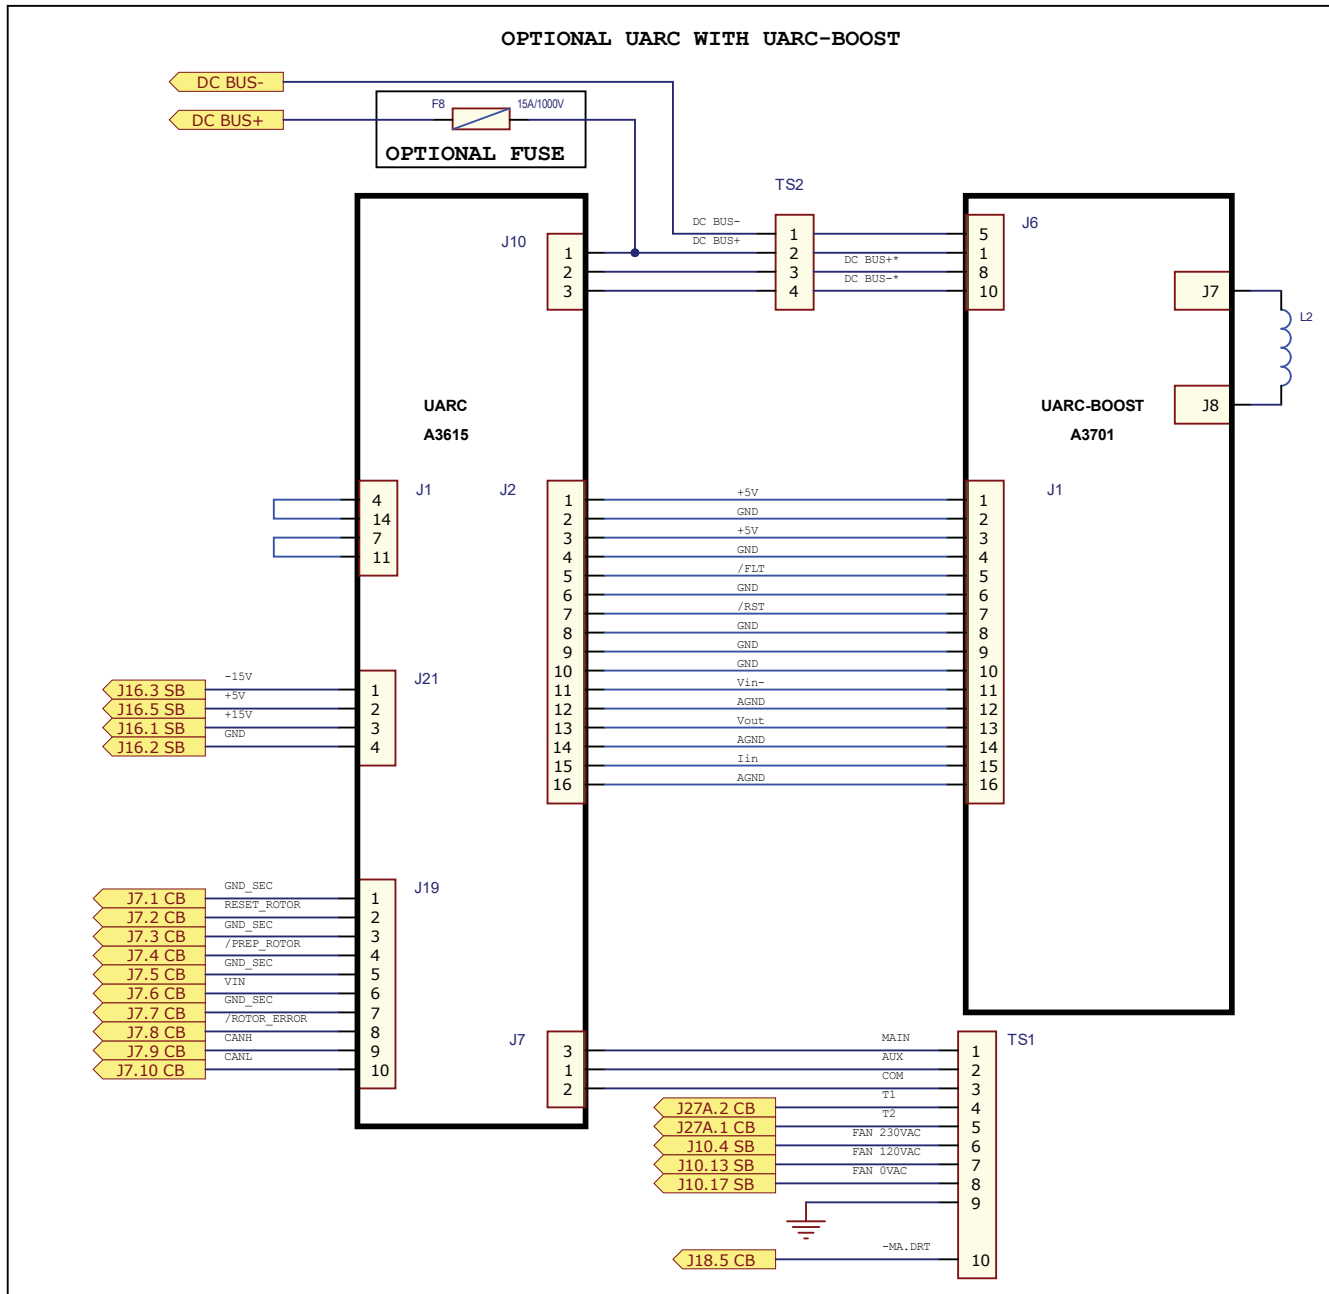 OPTIONAL UARC WITH UARC-BOOST
DC BUS-
DC BUS+
F8 15A/1000V
OPTIONAL FUSE
TS2
J10
1
2
3
DC BUS-
DC BUS+
1
2
3
4
DC BUS+*
DC BUS-*
5
1
8
10
J6
J7
L2
J8
UARC
A3615
UARC-BOOST
A3701
J1
4
14
7
11
J2
1
2
3
4
5
6
7
8
9
10
11
12
13
14
15
16
+5V
GND
+5V
GND
/FLT
GND
/RST
GND
GND
GND
Vin-
AGND
Vout
AGND
Iin
AGND
J1
1
2
3
4
5
6
7
8
9
10
11
12
13
14
15
16
J21
J16.3 SB -15V 1
J16.5 SB +5V 2
J16.1 SB +15V 3
J16.2 SB GND 4
J19
J7.1 CB GND_SEC 1
J7.2 CB RESET_ROTOR 2
J7.3 CB GND_SEC 3
J7.4 CB /PREP_ROTOR 4
J7.5 CB GND_SEC 5
J7.6 CB VIN 6
J7.7 CB GND_SEC 7
J7.8 CB /ROTOR_ERROR 8
J7.9 CB CANH 9
J7.10 CB CANL 10
J7
TS1
3 MAIN 1
1 AUX 2
2 COM 3
J27A.2 CB T1 4
J27A.1 CB T2 5
J10.4 SB FAN 230VAC 6
J10.13 SB FAN 120VAC 7
J10.17 SB FAN 0VAC 8
9
J18.5 CB -MA.DRT 10